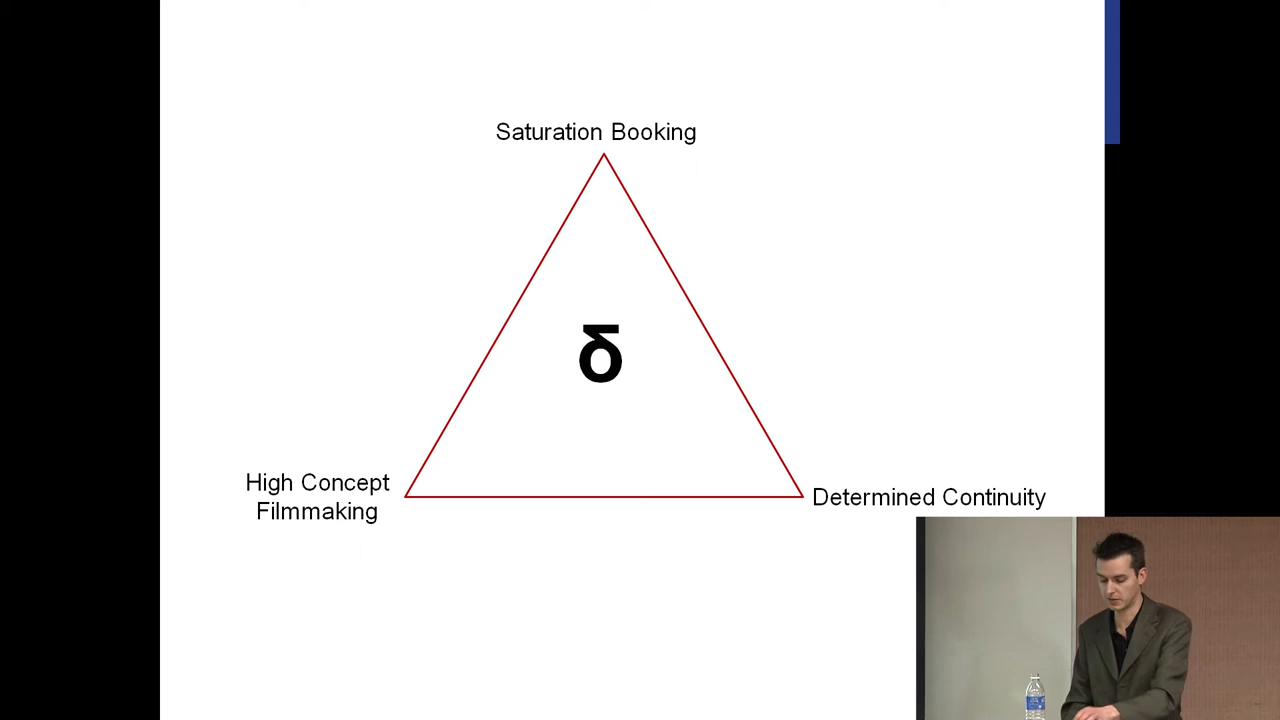 Saturation Booking
δ
High Concept
Filmmaking
Determined Continuity